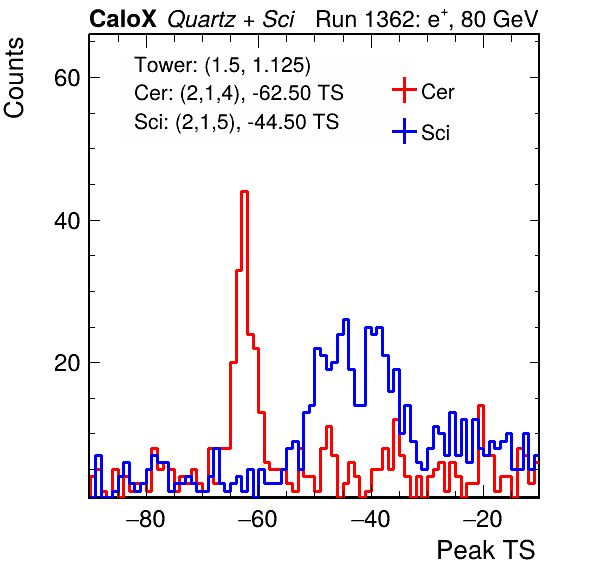 CaloX Quartz + Sci Run 1362: e⁺, 80 GeV
Counts
Tower: (1.5, 1.125)
Cer: (2,1,4), -62.50 TS
Sci: (2,1,5), -44.50 TS
Cer
Sci
60
40
20
−80 −60 −40 −20
Peak TS